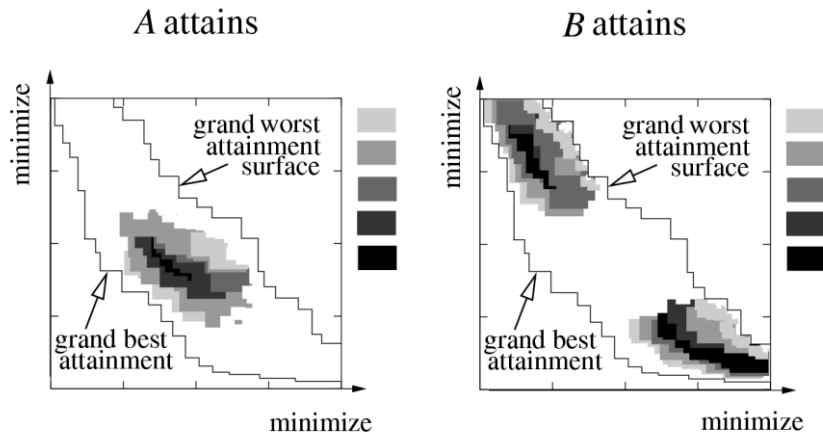 A attains
B attains
minimize
grand worst
attainment
surface
grand best
attainment
minimize
minimize
grand worst
attainment
surface
grand best
attainment
minimize